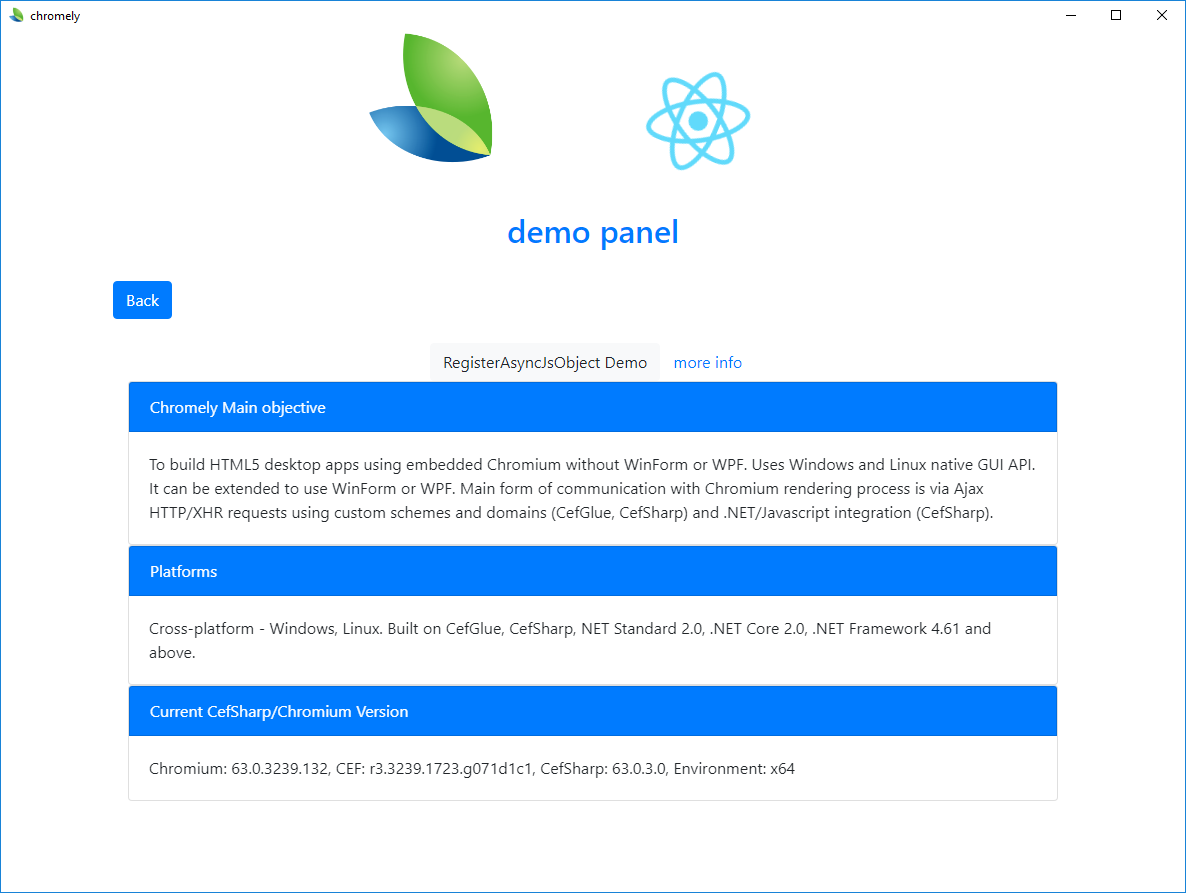 chromely
demo panel
Back
RegisterAsyncJsObject Demo more info
Chromely Main objective
To build HTML5 desktop apps using embedded Chromium without WinForm or WPF. Uses Windows and Linux native GUI API.
It can be extended to use WinForm or WPF. Main form of communication with Chromium rendering process is via Ajax
HTTP/XHR requests using custom schemes and domains (CefGlue, CefSharp) and .NET/Javascript integration (CefSharp).
Platforms
Cross-platform - Windows, Linux. Built on CefGlue, CefSharp, NET Standard 2.0, .NET Core 2.0, .NET Framework 4.61 and
above.
Current CefSharp/Chromium Version
Chromium: 63.0.3239.132, CEF: r3.3239.1723.g071d1c1, CefSharp: 63.0.3.0, Environment: x64